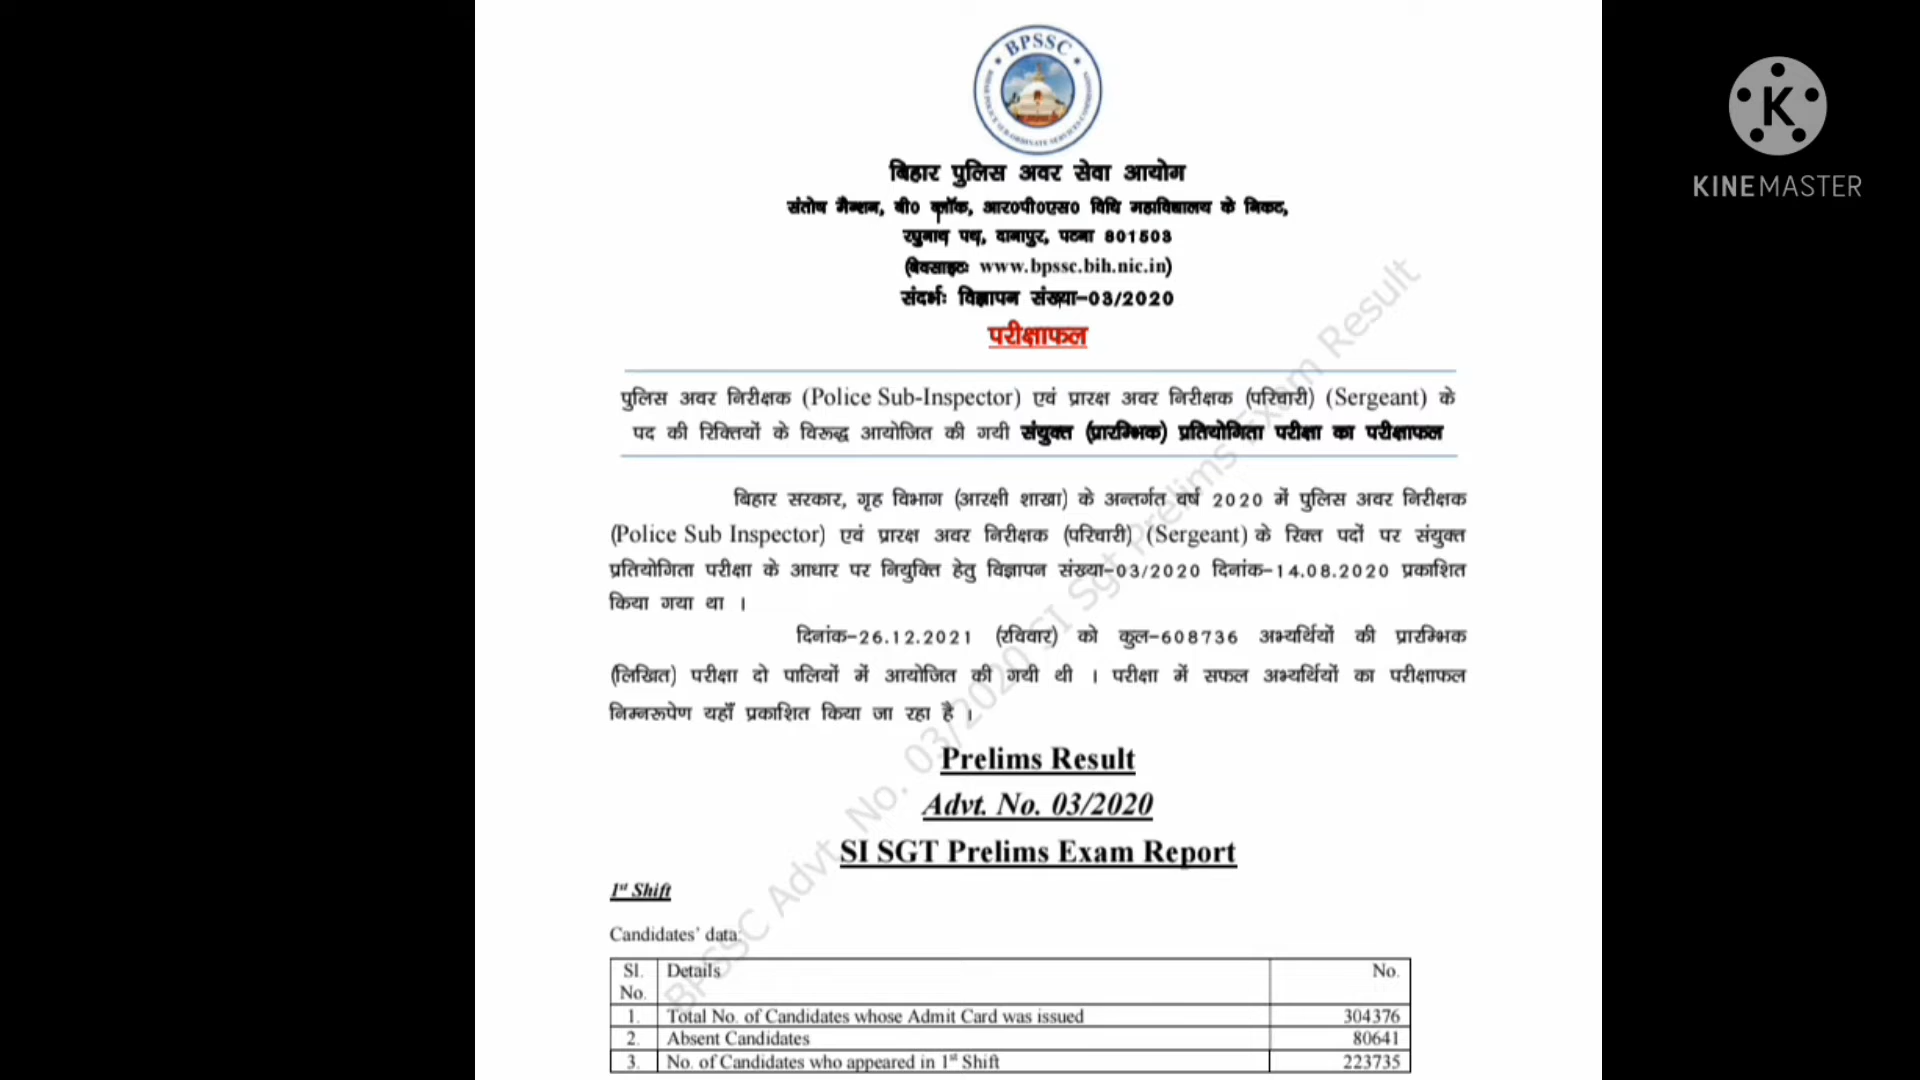 BPSSC
BIHAR POLICE SUB-ORDINATE SERVICES COMMISSION
KINEMASTER
बिहार पुलिस अवर सेवा आयोग
संतोष मैन्शन, बी० ब्लॉक, आर०पी०एस० विधि महाविद्यालय के निकट,
रघुनाथ पथ, दानापुर, पटना 801503
(बेवसाइटः www.bpssc.bih.nic.in)
संदर्भः विज्ञापन संख्या-03/2020
परीक्षाफल
पुलिस अवर निरीक्षक (Police Sub-Inspector) एवं प्रारक्ष अवर निरीक्षक (परिचारी) (Sergeant) के
पद की रिक्तियों के विरूद्ध आयोजित की गयी संयुक्त (प्रारम्भिक) प्रतियोगिता परीक्षा का परीक्षाफल
बिहार सरकार, गृह विभाग (आरक्षी शाखा) के अन्तर्गत वर्ष 2020 में पुलिस अवर निरीक्षक
(Police Sub Inspector) एवं प्रारक्ष अवर निरीक्षक (परिचारी) (Sergeant) के रिक्त पदों पर संयुक्त
प्रतियोगिता परीक्षा के आधार पर नियुक्ति हेतु विज्ञापन संख्या-03/2020 दिनांक-14.08.2020 प्रकाशित
किया गया था ।
दिनांक-26.12.2021 (रविवार) को कुल-608736 अभ्यर्थियों की प्रारम्भिक
(लिखित) परीक्षा दो पालियों में आयोजित की गयी थी । परीक्षा में सफल अभ्यर्थियों का परीक्षाफल
निम्नरूपेण यहाँ प्रकाशित किया जा रहा है ।
BPSSC Advt. No. 03/2020 SI Sgt Prelims Exam Result
Prelims Result
Advt. No. 03/2020
SI SGT Prelims Exam Report
1st Shift
Candidates' data:
Sl. No. Details No.
1. Total No. of Candidates whose Admit Card was issued 304376
2. Absent Candidates 80641
3. No. of Candidates who appeared in 1st Shift 223735